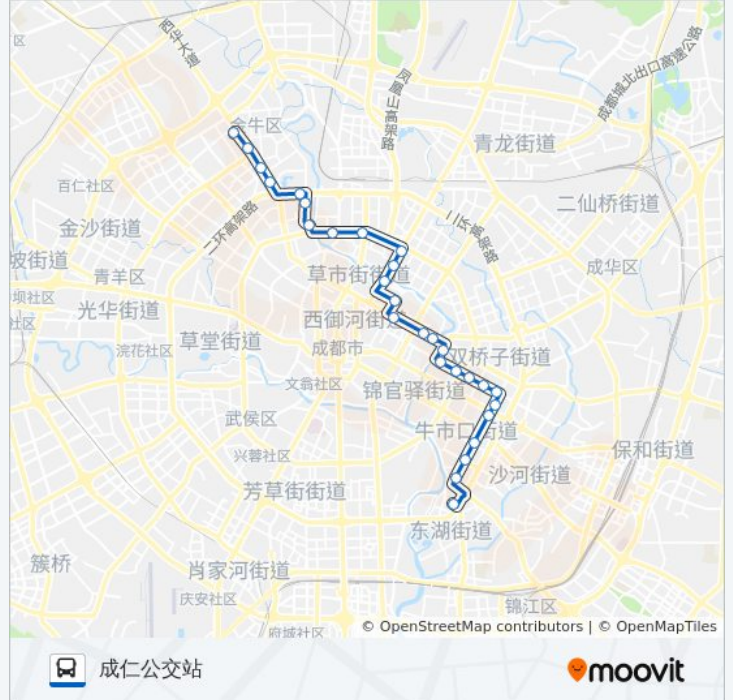 西华大道
区
凤凰山高架路
成都城北出口高速公路
金牛区
青龙街道
百仁社区
二仙桥街道
金沙街道
二环高架路
二环高架路
坡街道
草市街街道
成华区
青羊区
坝社区
光华街道
西御河街
社区
草堂街道
浣花社区
成都市
双桥子街道
文翁社区
锦官驿街道
武侯区
牛市口街道
兴蓉社区
保和街道
沙河街道
芳草街街道
东湖街道
簇桥
肖家河街道
庆安社区
锦江区
府城社区
© OpenStreetMap contributors | © OpenMapTiles
成仁公交站
moovit